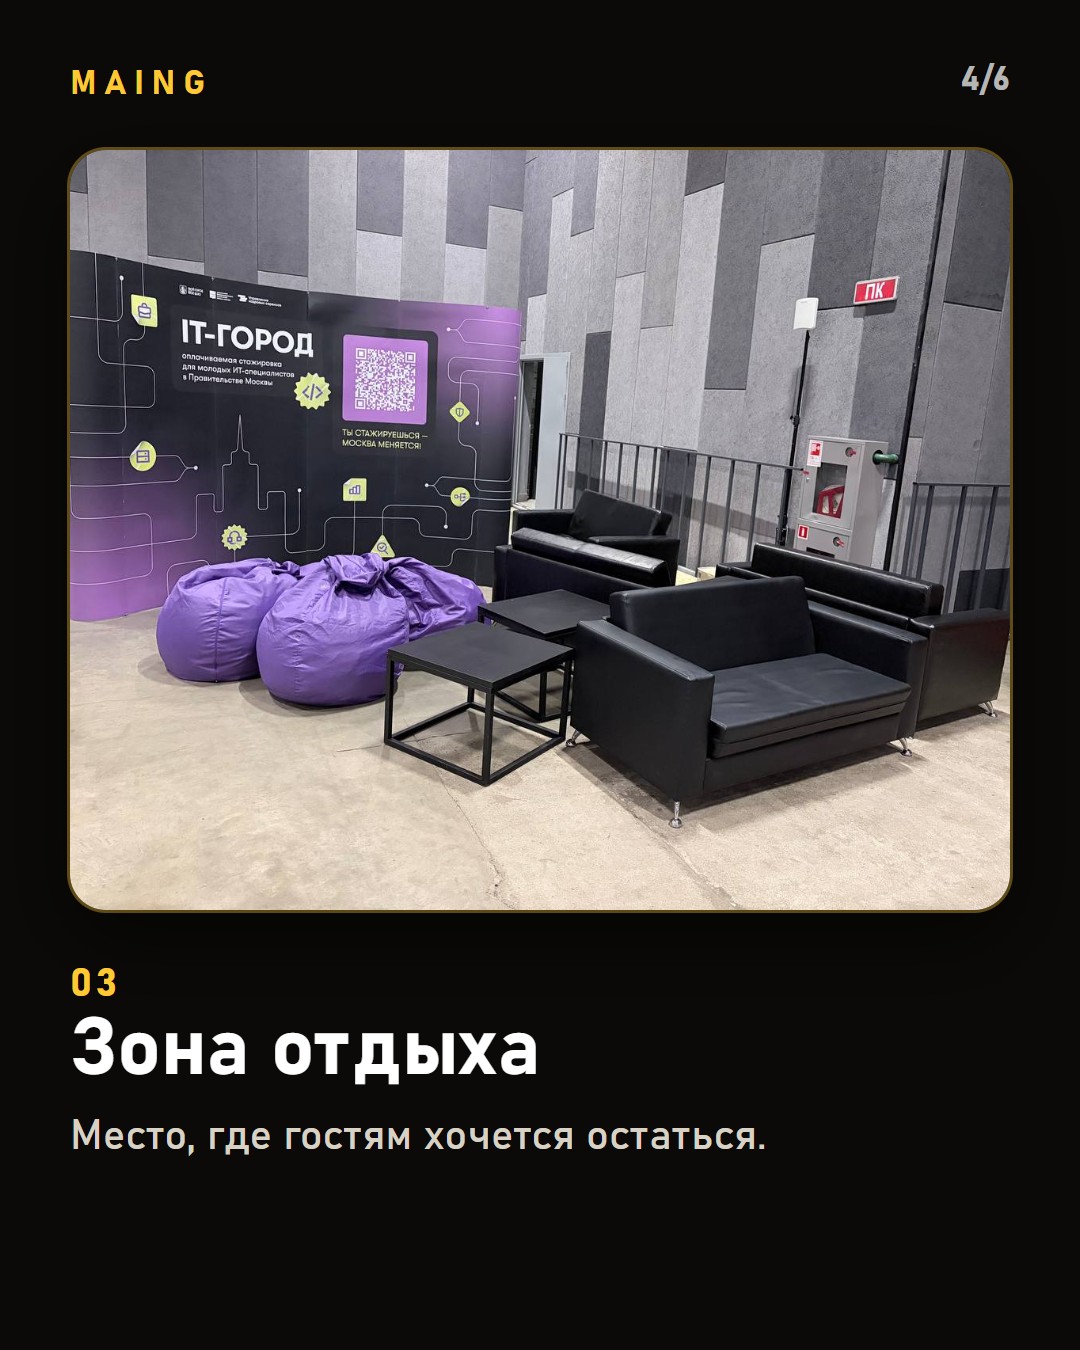 MAING
4/6
IT-ГОРОД
оплачиваемая стажировка
для молодых ИТ-специалистов
в Правительстве Москвы
ТЫ СТАЖИРУЕШЬСЯ —
МОСКВА МЕНЯЕТСЯ!
ПК
03
Зона отдыха
Место, где гостям хочется остаться.